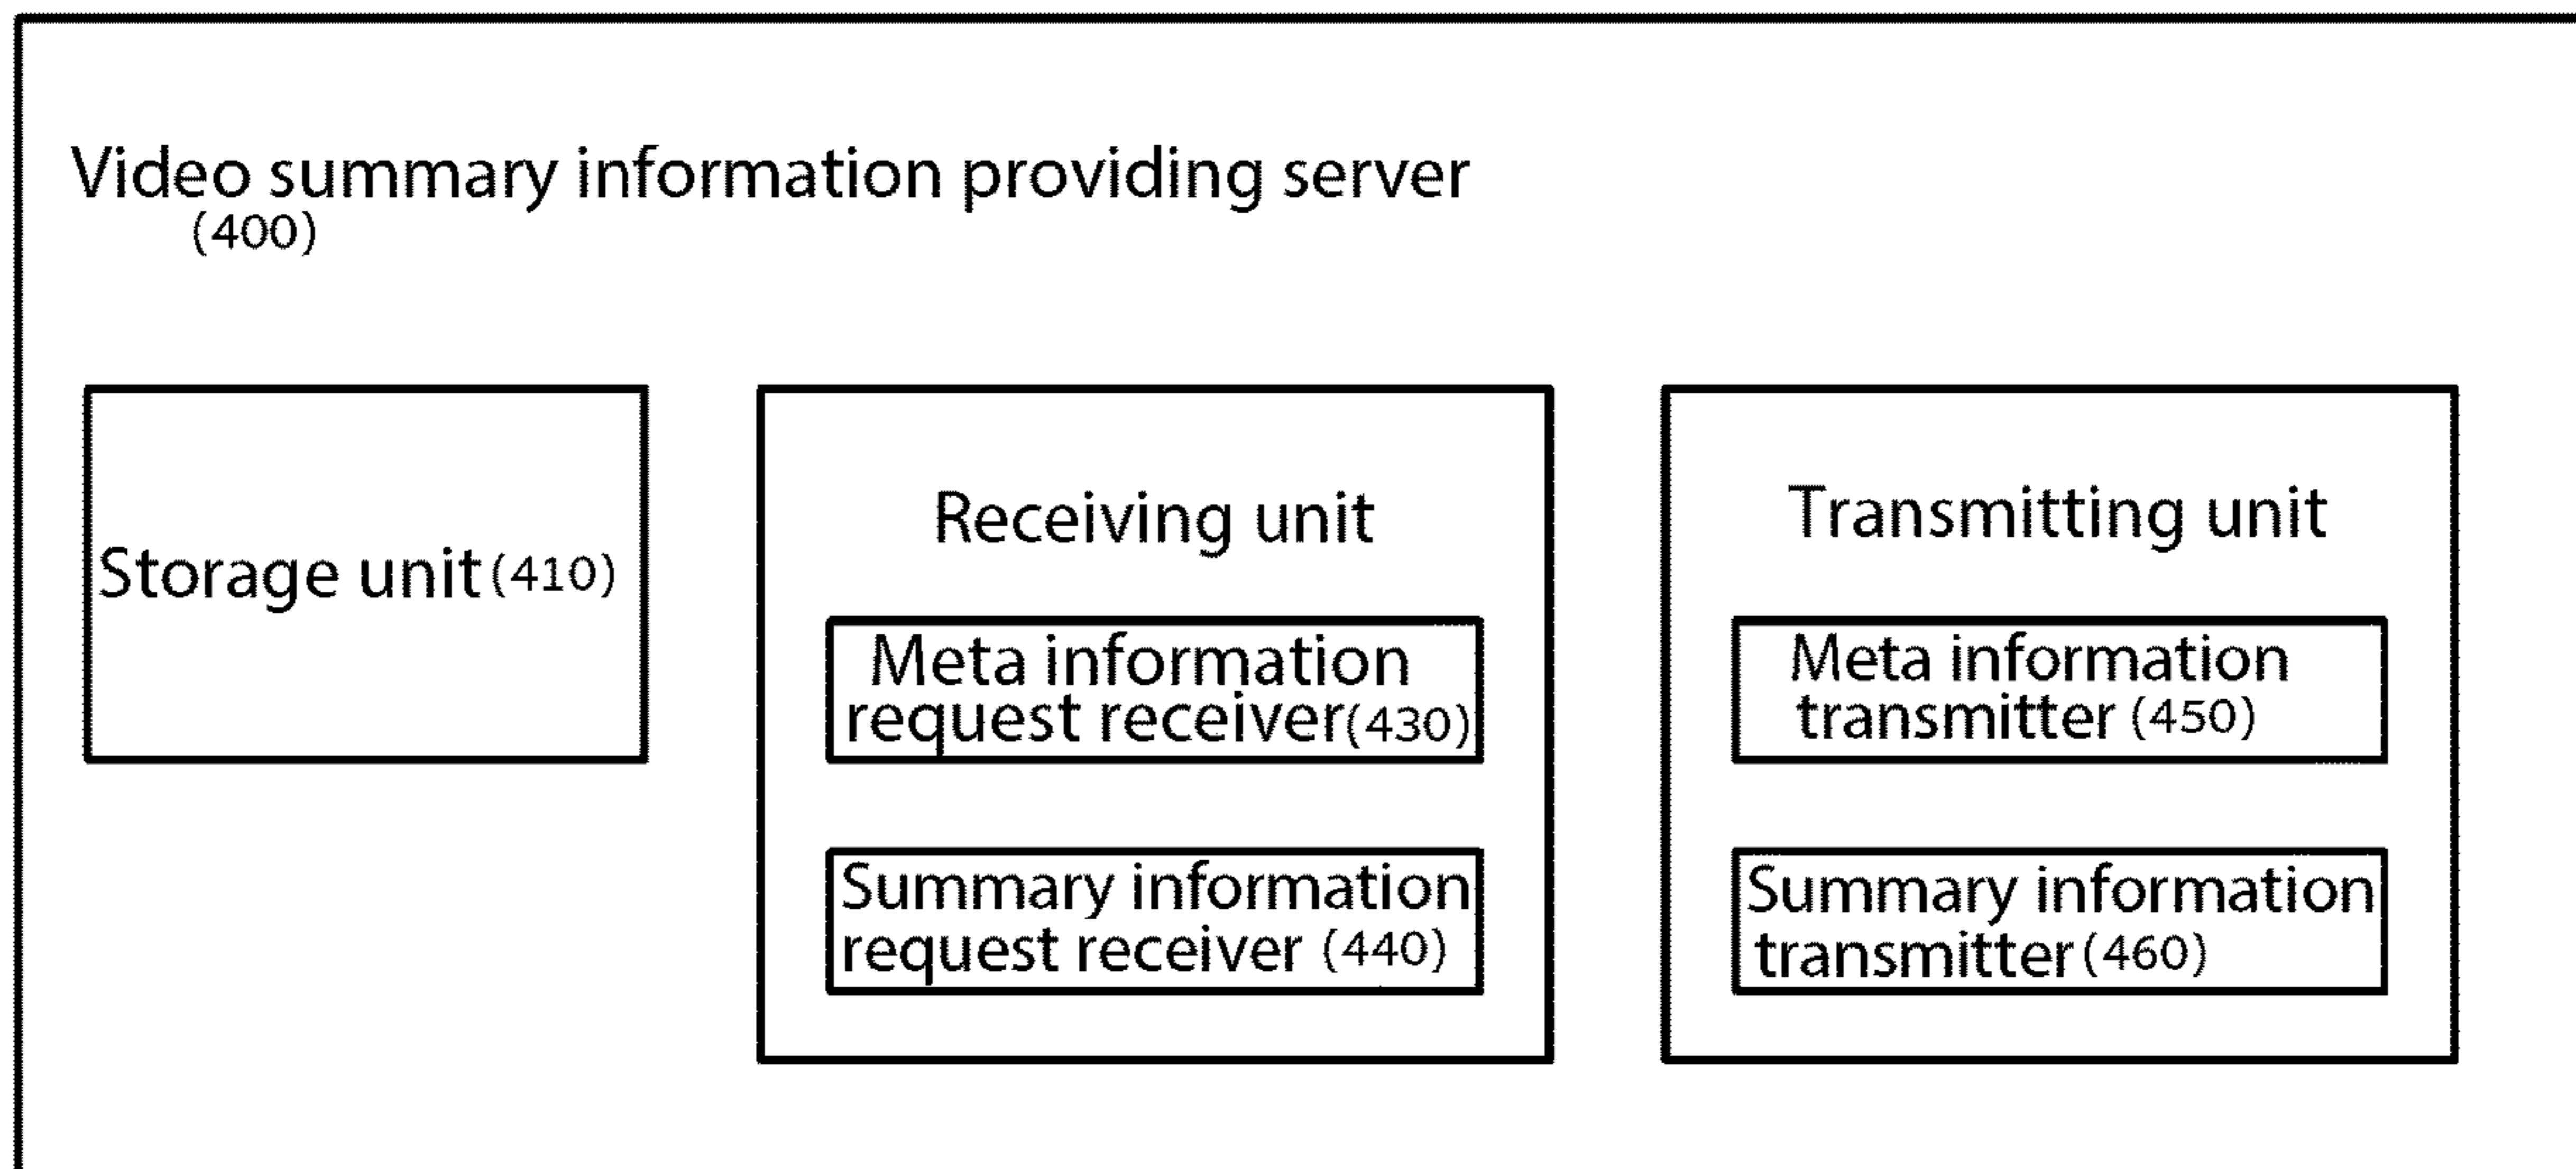 Video summary information providing server
(400)
Storage unit(410)
Receiving unit
Meta information
request receiver(430)
Summary information
request receiver (440)
Transmitting unit
Meta information
transmitter (450)
Summary information
transmitter(460)